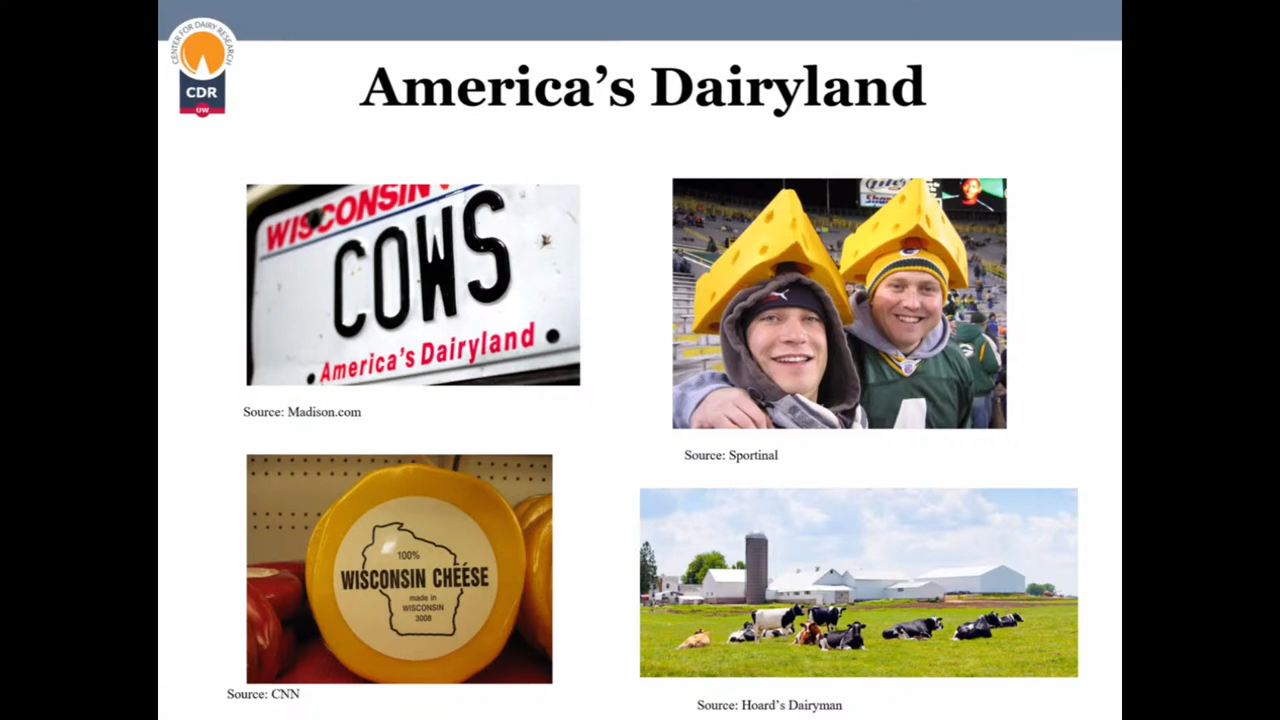 CENTER FOR DAIRY RESEARCH
CDR
UW
America's Dairyland
WISCONSIN
COWS
America's Dairyland
Source: Madison.com
Source: Sportinal
100%
WISCONSIN CHEESE
made in
WISCONSIN
3008
Source: CNN
Source: Hoard's Dairyman